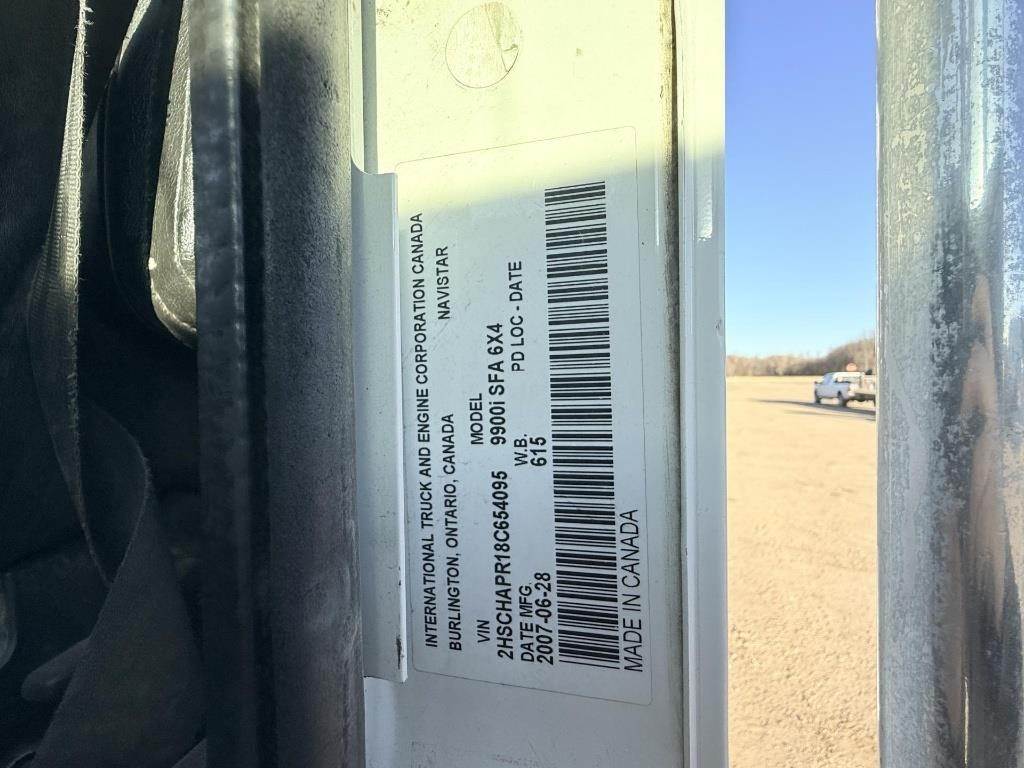 INTERNATIONAL TRUCK AND ENGINE CORPORATION CANADA
BURLINGTON, ONTARIO, CANADA NAVISTAR
VIN MODEL
2HSCHAPR18C654095 9900I SFA 6X4
DATE MFG. W.B. PD LOC - DATE
2007-06-28 615
MADE IN CANADA